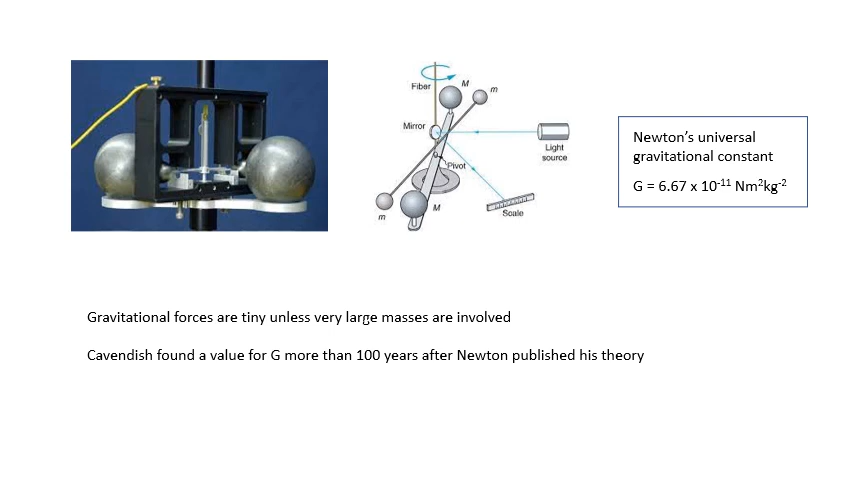 Fiber
M
m
Mirror
Light
source
Pivot
Scale
m
M
Newton’s universal
gravitational constant
G = 6.67 x 10⁻¹¹ Nm²kg⁻²
Gravitational forces are tiny unless very large masses are involved
Cavendish found a value for G more than 100 years after Newton published his theory